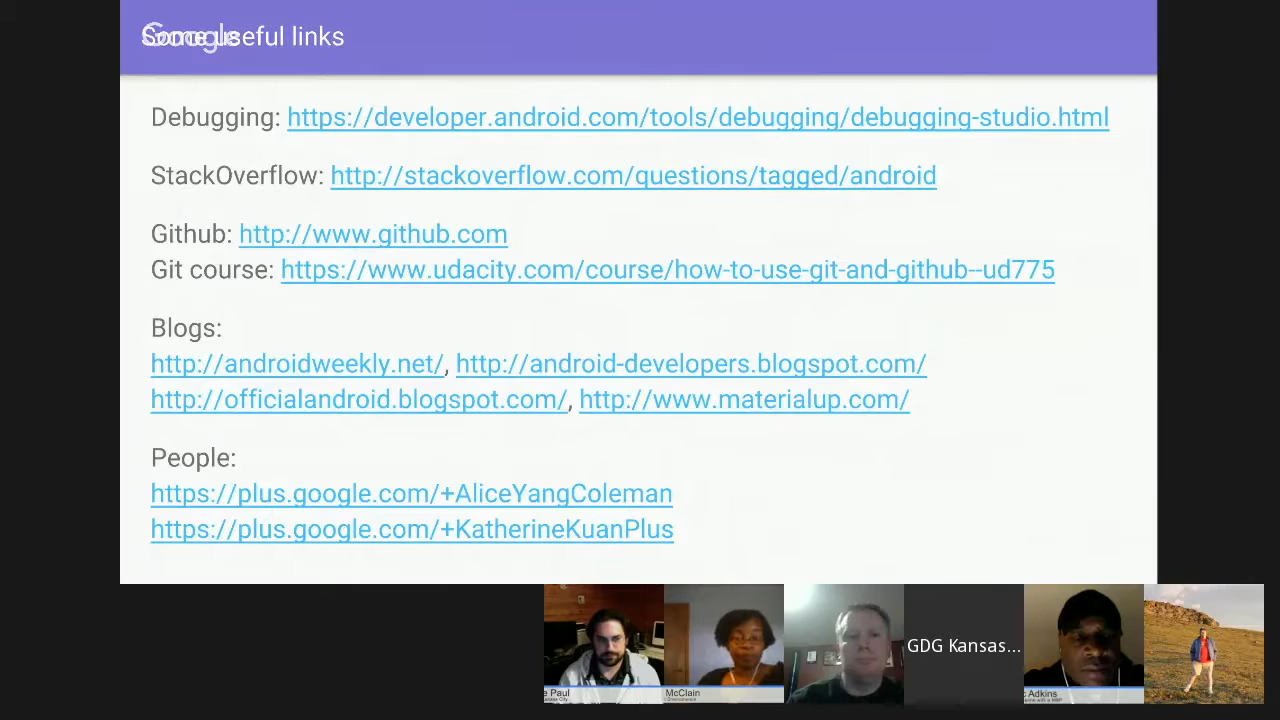 Google
Some useful links
Debugging: https://developer.android.com/tools/debugging/debugging-studio.html
StackOverflow: http://stackoverflow.com/questions/tagged/android
Github: http://www.github.com
Git course: https://www.udacity.com/course/how-to-use-git-and-github--ud775
Blogs:
http://androidweekly.net/, http://android-developers.blogspot.com/
http://officialandroid.blogspot.com/, http://www.materialup.com/
People:
https://plus.google.com/+AliceYangColeman
https://plus.google.com/+KatherineKuanPlus
GDG Kansas...
e Paul
McClain
c Adkins